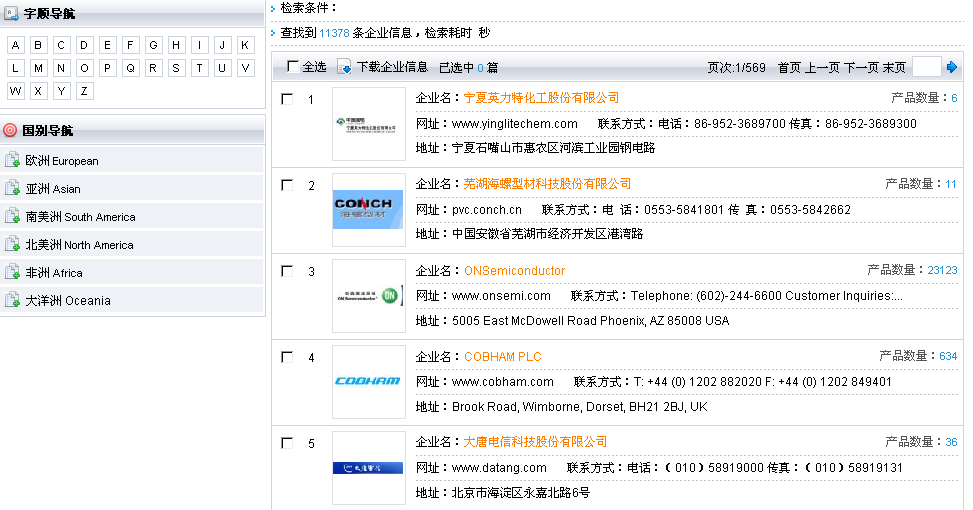 字顺导航
A B C D E F G H I J K
L M N O P Q R S T U V
W X Y Z
国别导航
欧洲 European
亚洲 Asian
南美洲 South America
北美洲 North America
非洲 Africa
大洋洲 Oceania
检索条件：
查找到 11378 条企业信息，检索耗时 秒
全选 下载企业信息 已选中 0 篇 页次:1/569 首页 上一页 下一页 末页
1 企业名：宁夏英力特化工股份有限公司 产品数量：6
网址：www.yinglitechem.com 联系方式：电话：86-952-3689700 传真：86-952-3689300
地址：宁夏石嘴山市惠农区河滨工业园钢电路
2 企业名：芜湖海螺型材科技股份有限公司 产品数量：11
CONCH
海螺型材
网址：pvc.conch.cn 联系方式：电 话：0553-5841801 传 真：0553-5842662
地址：中国安徽省芜湖市经济开发区港湾路
3 企业名：ONSemiconductor 产品数量：23123
ON Semiconductor ON
网址：www.onsemi.com 联系方式：Telephone: (602)-244-6600 Customer Inquiries:...
地址：5005 East McDowell Road Phoenix, AZ 85008 USA
4 企业名：COBHAM PLC 产品数量：634
COBHAM
网址：www.cobham.com 联系方式：T: +44 (0) 1202 882020 F: +44 (0) 1202 849401
地址：Brook Road, Wimborne, Dorset, BH21 2BJ, UK
5 企业名：大唐电信科技股份有限公司 产品数量：36
网址：www.datang.com 联系方式：电话：（010）58919000 传真：（010）58919131
地址：北京市海淀区永嘉北路6号